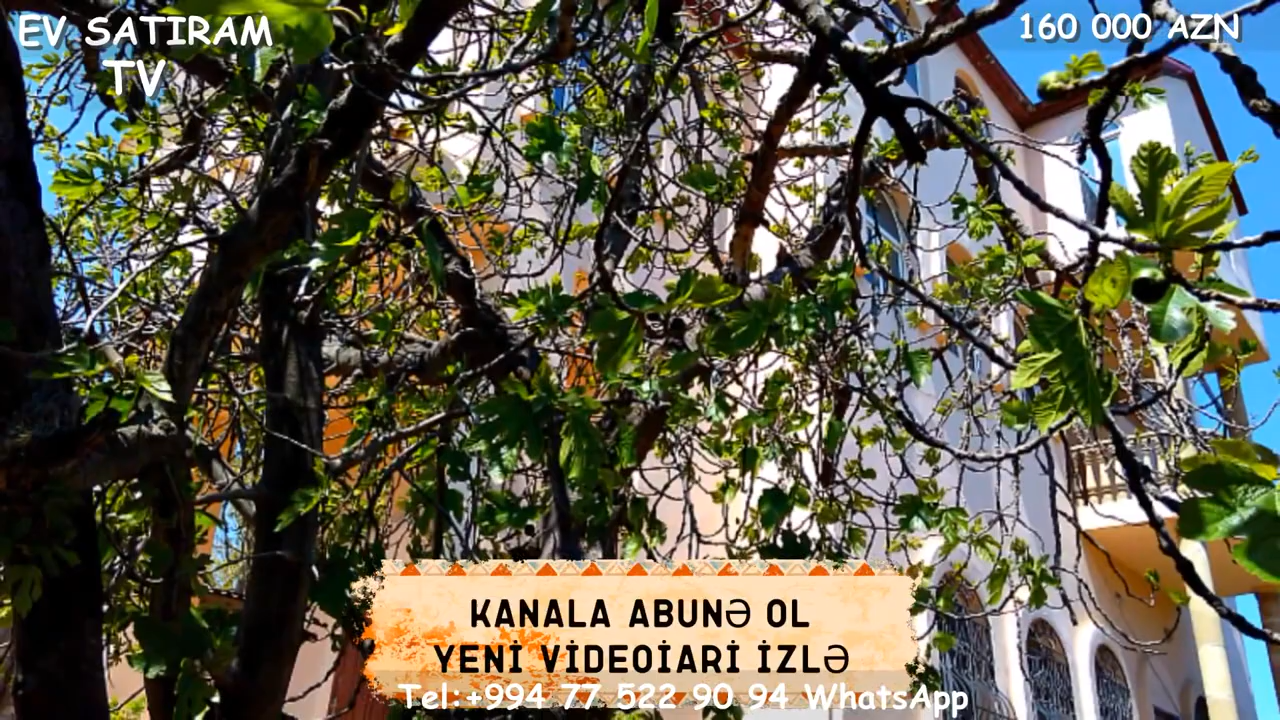 EV SATIRAM
TV
160 000 AZN
KANALA ABUNƏ OL
YENİ VİDEOİARİ İZLƏ
Tel:+994 77 522 90 94 WhatsApp